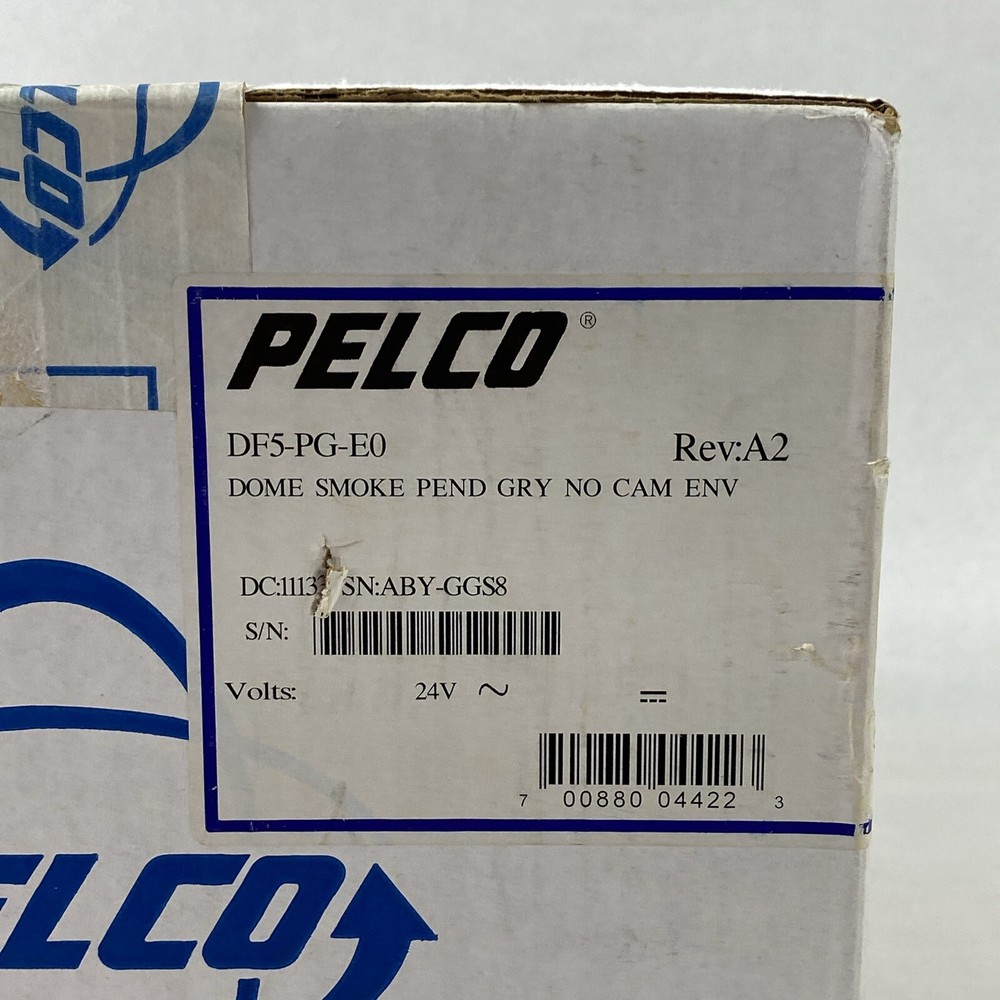 PELCO®
DF5-PG-E0 Rev:A2
DOME SMOKE PEND GRY NO CAM ENV
SN:ABY-GGS8
S/N:
Volts: 24V ~ ⎓
7 00880 04422 3
ELCO